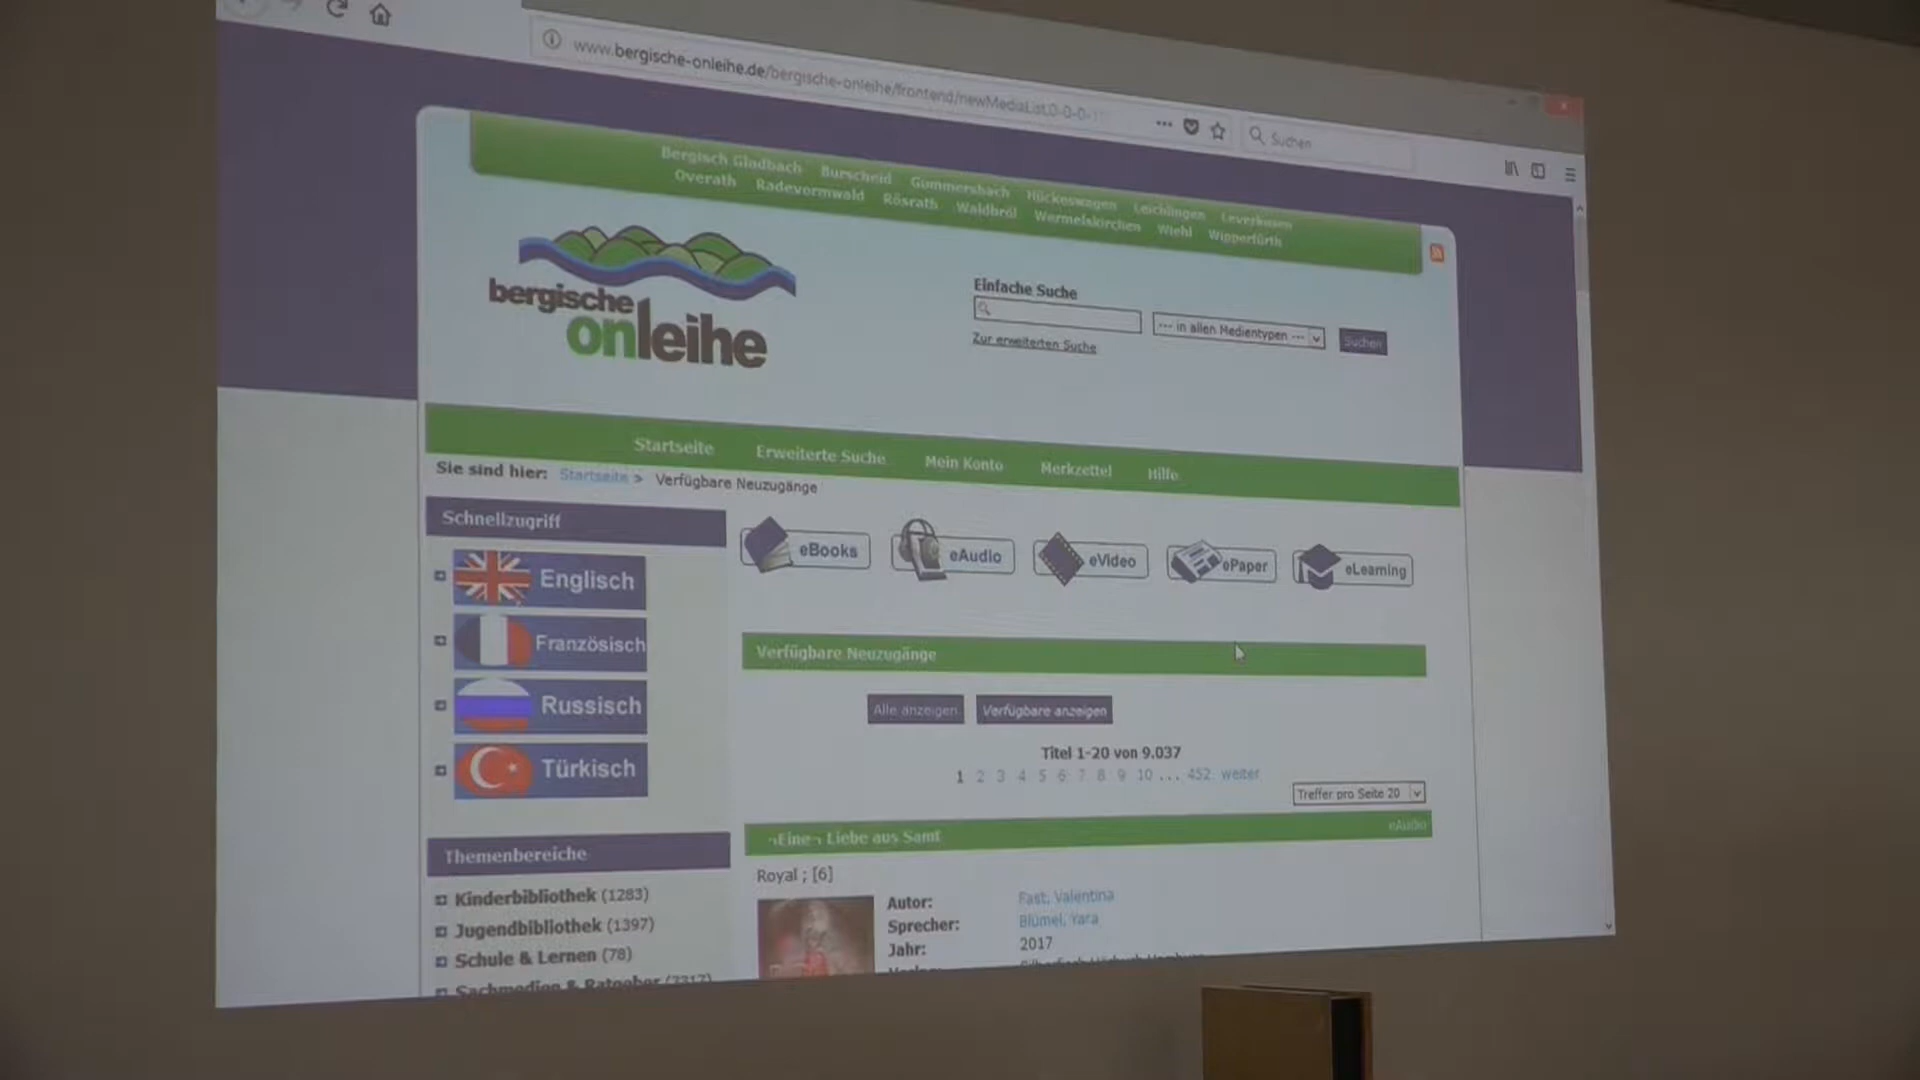 www.bergische-onleihe.de/bergische-onleihe/frontend/newMediaList,0-0-0-1
Suchen
Bergisch Gladbach Burscheid Gummersbach Hückeswagen Leichlingen Leverkusen
Overath Radevormwald Rösrath Waldbröl Wermelskirchen Wiehl Wipperfürth
bergische
onleihe
Einfache Suche
--- in allen Medientypen ---
Suchen
Zur erweiterten Suche
Startseite Erweiterte Suche Mein Konto Merkzettel Hilfe
Sie sind hier: Startseite > Verfügbare Neuzugänge
Schnellzugriff
Englisch
Französisch
Russisch
Türkisch
Themenbereiche
Kinderbibliothek (1283)
Jugendbibliothek (1397)
Schule & Lernen (78)
Sachmedien & Ratgeber
eBooks eAudio eVideo ePaper eLearning
Verfügbare Neuzugänge
Alle anzeigen Verfügbare anzeigen
Titel 1-20 von 9.037
1 2 3 4 5 6 7 8 9 10 ... 452 weiter
Treffer pro Seite 20
¬Eine¬ Liebe aus Samt eAudio
Royal ; [6]
Autor: Fast, Valentina
Sprecher: Blümel, Yara
Jahr: 2017